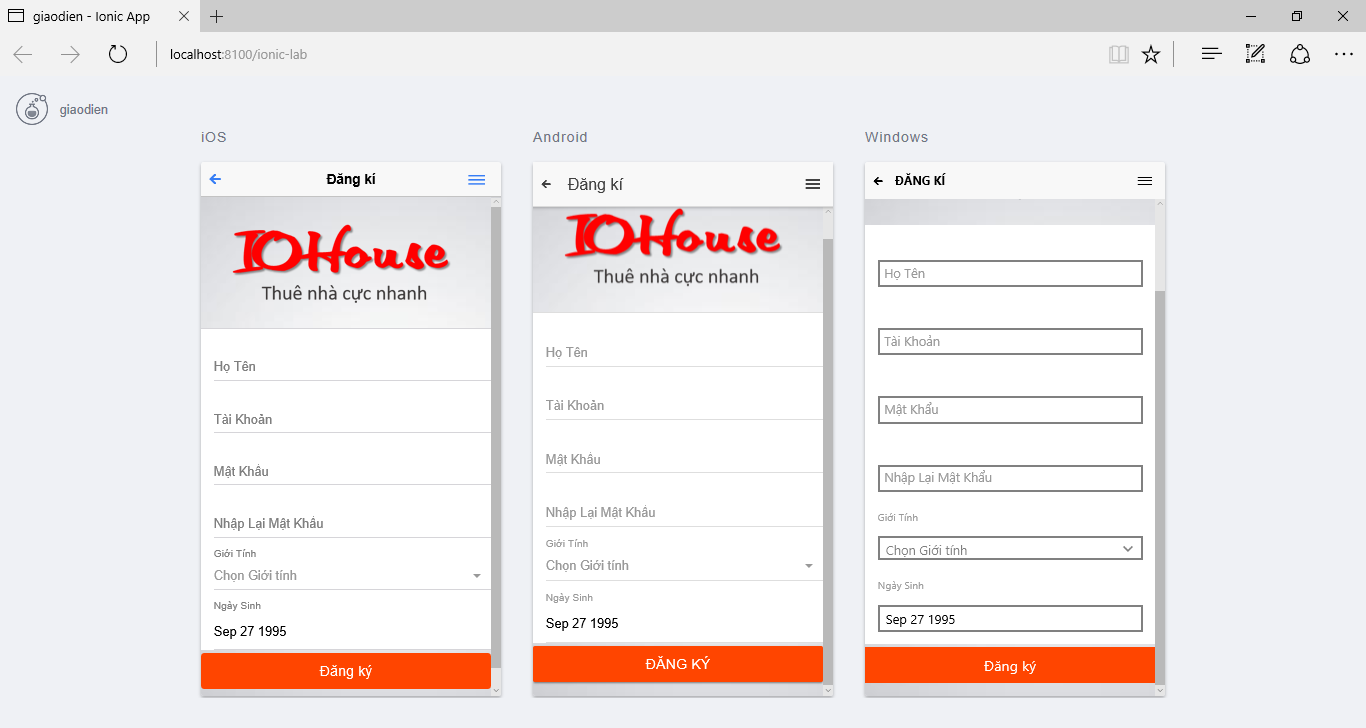 giaodien - Ionic App
localhost:8100/ionic-lab
giaodien
iOS
Đăng kí
IOHouse
Thuê nhà cực nhanh
Họ Tên
Tài Khoản
Mật Khẩu
Nhập Lại Mật Khẩu
Giới Tính
Chọn Giới tính
Ngày Sinh
Sep 27 1995
Đăng ký
Android
Đăng kí
IOHouse
Thuê nhà cực nhanh
Họ Tên
Tài Khoản
Mật Khẩu
Nhập Lại Mật Khẩu
Giới Tính
Chọn Giới tính
Ngày Sinh
Sep 27 1995
ĐĂNG KÝ
Windows
ĐĂNG KÍ
Họ Tên
Tài Khoản
Mật Khẩu
Nhập Lại Mật Khẩu
Giới Tính
Chọn Giới tính
Ngày Sinh
Sep 27 1995
Đăng ký